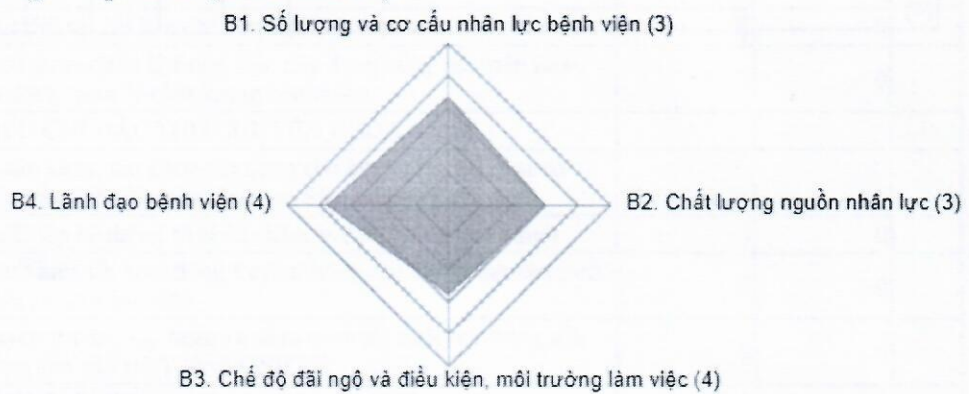 B1. Số lượng và cơ cấu nhân lực bệnh viện (3)
B4. Lãnh đạo bệnh viện (4)
B2. Chất lượng nguồn nhân lực (3)
B3. Chế độ đãi ngộ và điều kiện, môi trường làm việc (4)